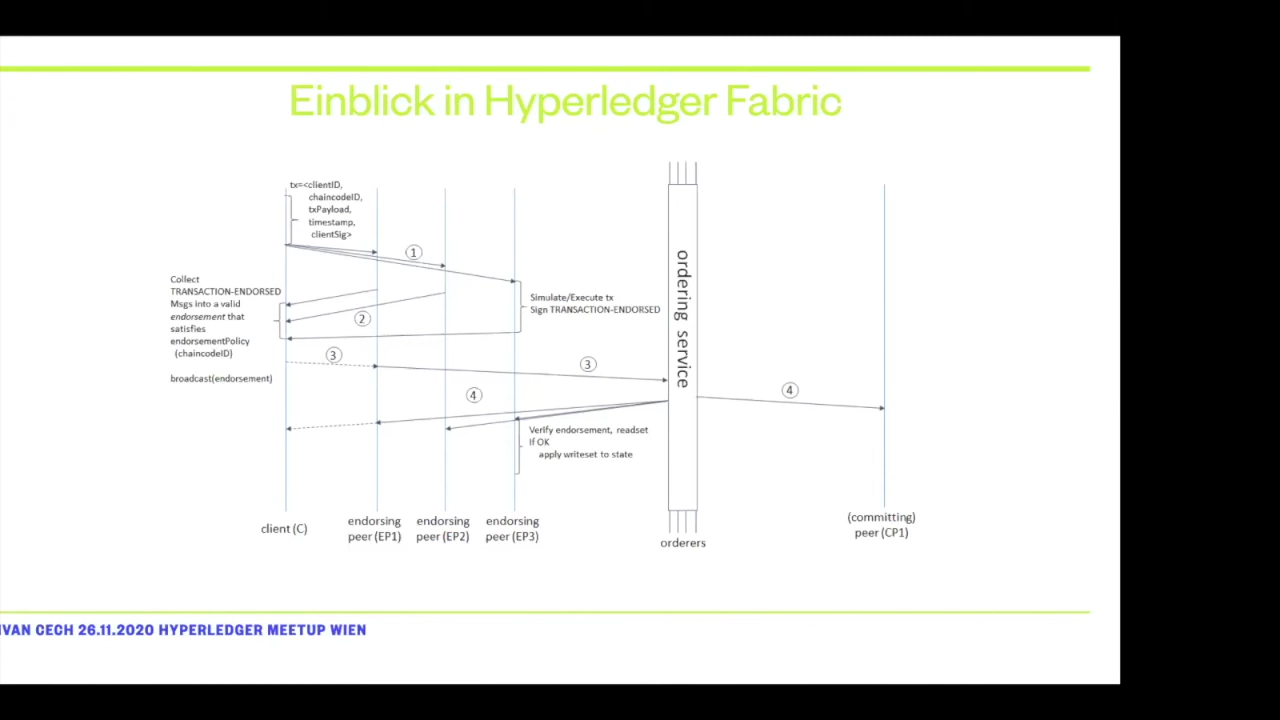 Einblick in Hyperledger Fabric
tx=<clientID,
chaincodeID,
txPayload,
timestamp,
clientSig>
1
Collect
TRANSACTION-ENDORSED
Msgs into a valid
endorsement that
satisfies
endorsementPolicy
(chaincodeID)
broadcast(endorsement)
2
Simulate/Execute tx
Sign TRANSACTION-ENDORSED
3
3
4
4
Verify endorsement, readset
If OK
apply writeset to state
ordering service
client (C)
endorsing
peer (EP1)
endorsing
peer (EP2)
endorsing
peer (EP3)
orderers
(committing)
peer (CP1)
IVAN CECH 26.11.2020 HYPERLEDGER MEETUP WIEN